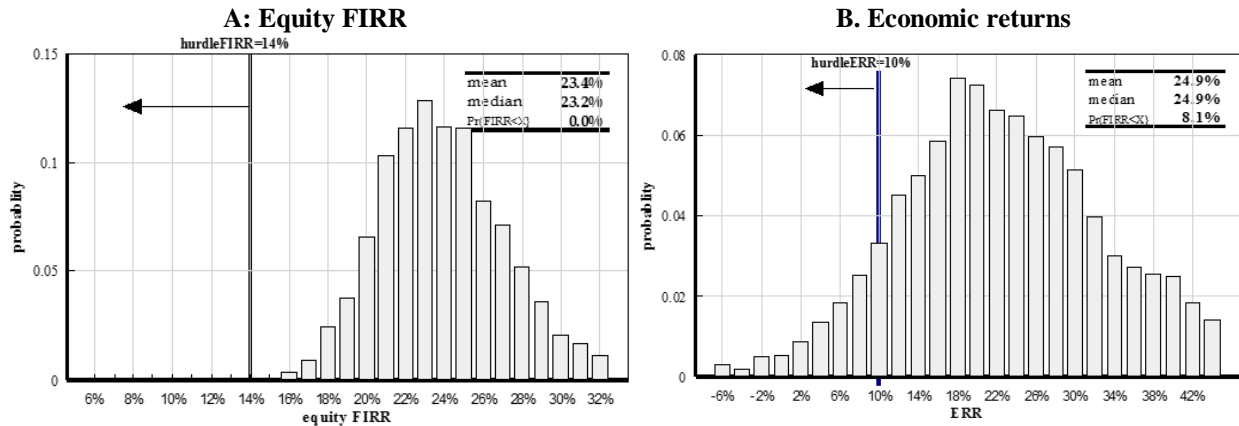 A: Equity FIRR
hurdleFIRR=14%
0.15
0.1
0.05
0
probablity
mean 23.4%
median 23.2%
Pr(FIRR<X) 0.0%
6% 8% 10% 12% 14% 16% 18% 20% 22% 24% 26% 28% 30% 32%
equity FIRR
B. Economic returns
hurdleERR=10%
0.08
0.06
0.04
0.02
0
probablity
mean 24.9%
median 24.9%
Pr(FIRR<X) 8.1%
-6% -2% 2% 6% 10% 14% 18% 22% 26% 30% 34% 38% 42%
ERR